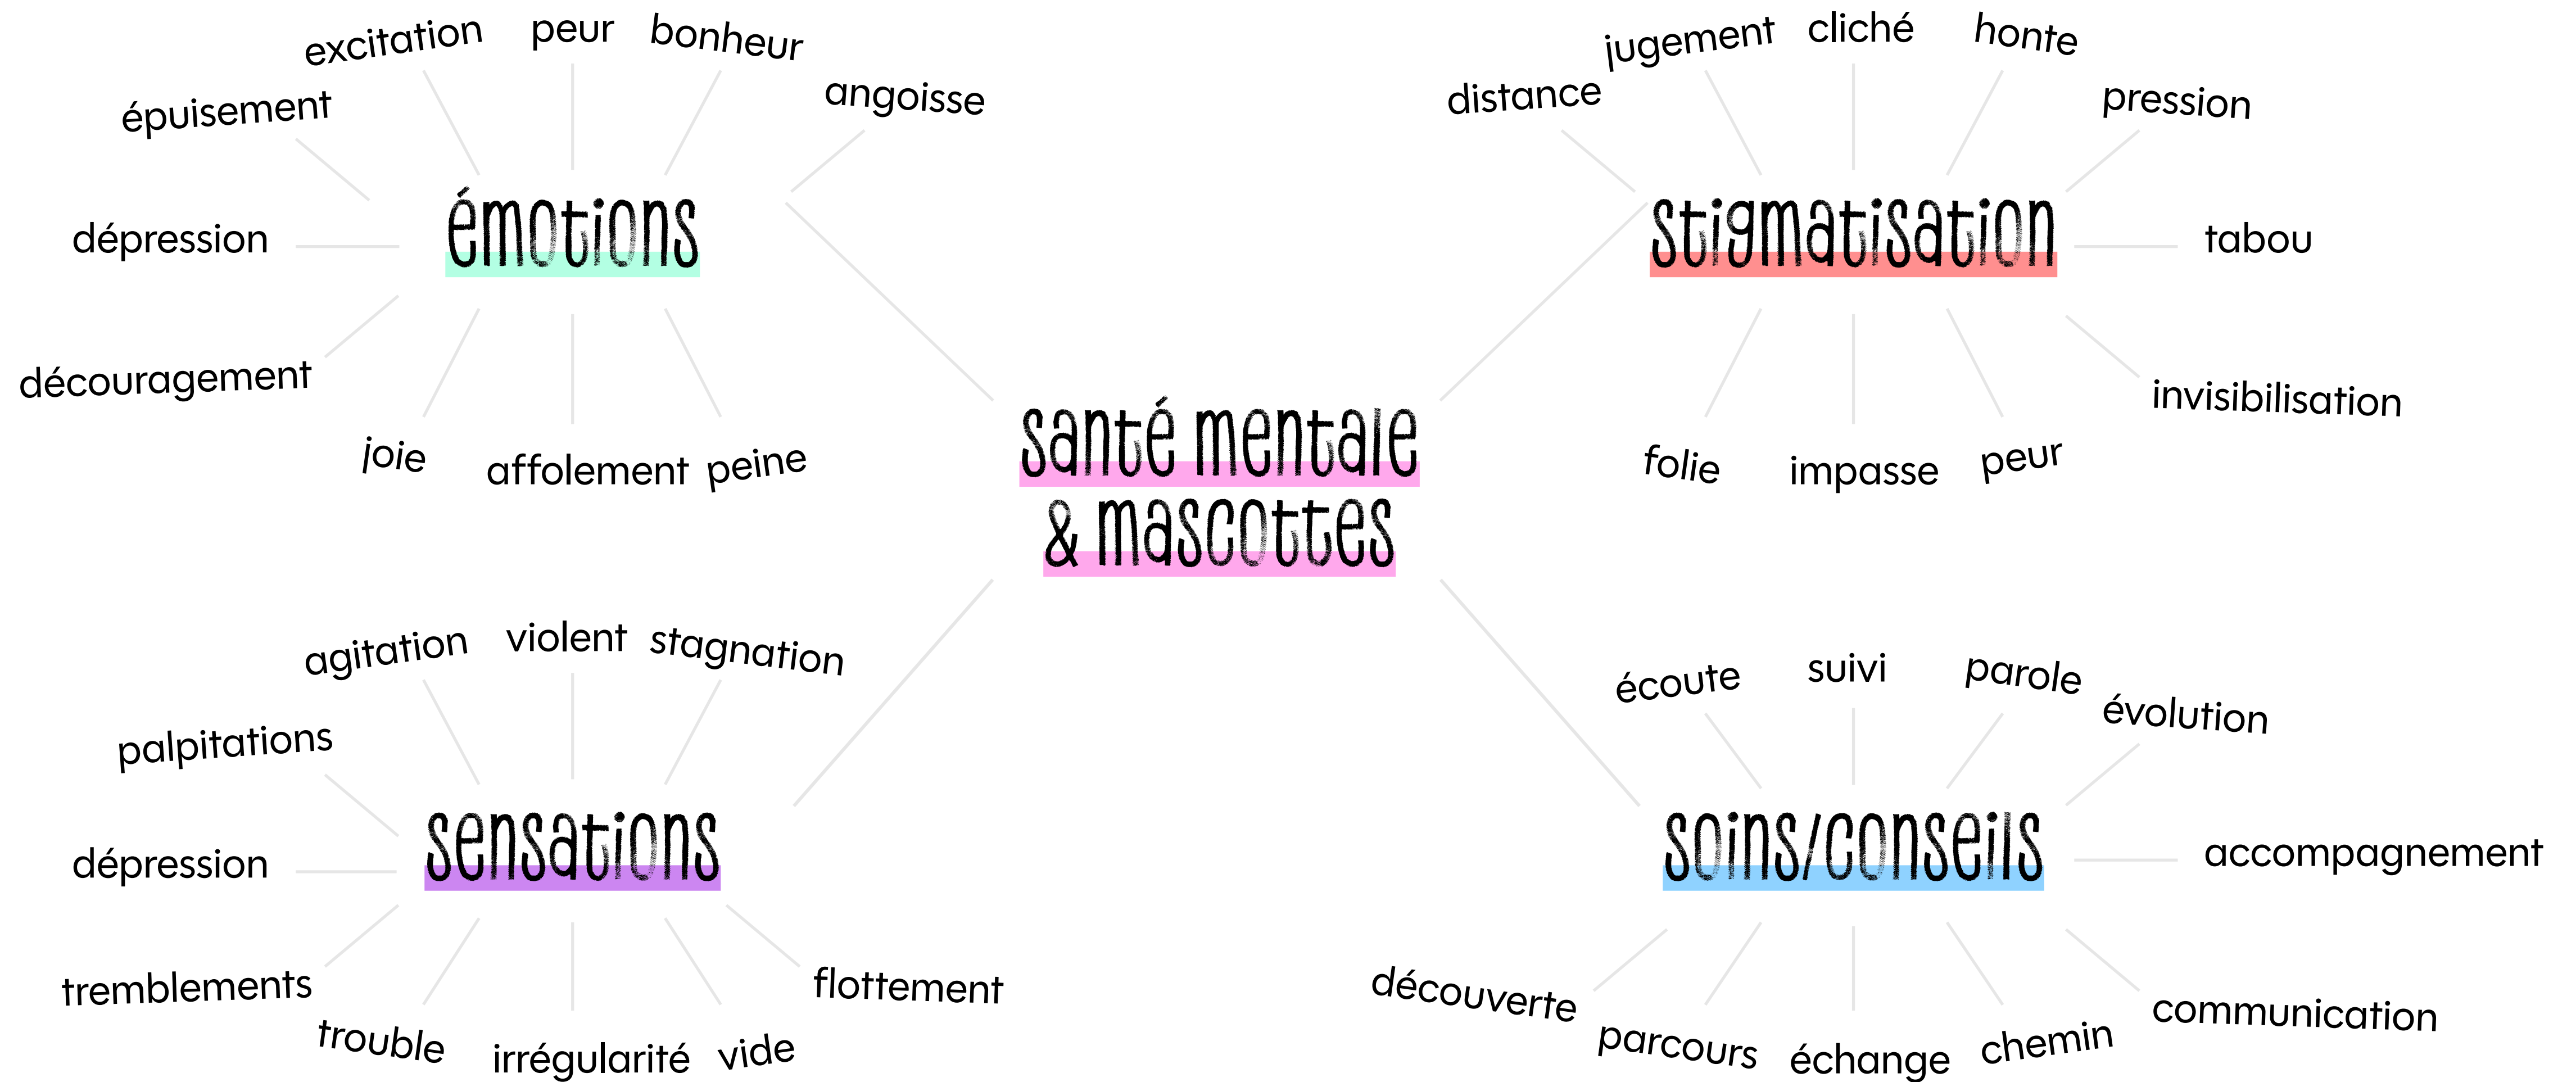 santé mentale
& mascottes
émotions
découragement
dépression
épuisement
excitation
peur
bonheur
angoisse
joie
affolement
peine
stigmatisation
distance
jugement
cliché
honte
pression
tabou
invisibilisation
folie
impasse
peur
sensations
tremblements
dépression
palpitations
agitation
violent
stagnation
trouble
irrégularité
vide
flottement
soins/conseils
écoute
suivi
parole
évolution
accompagnement
communication
découverte
parcours
échange
chemin